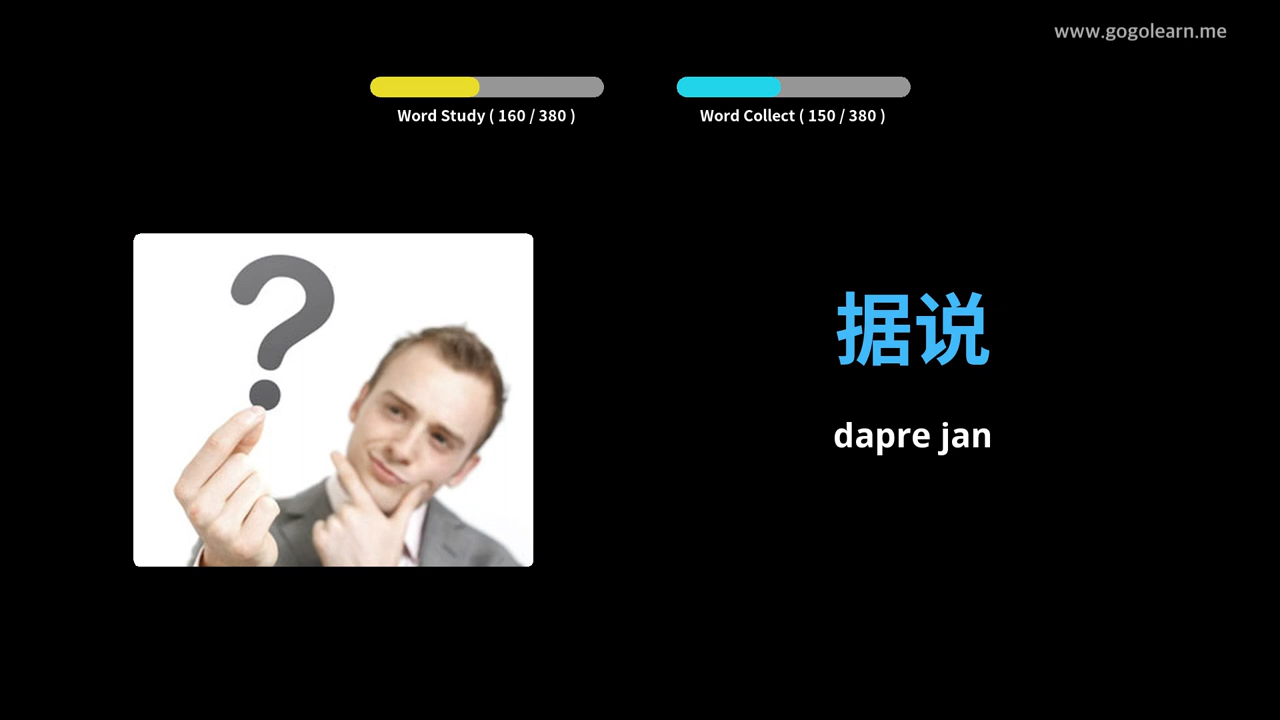 www.gogolearn.me
Word Study ( 160 / 380 )
Word Collect ( 150 / 380 )
?
据说
dapre jan